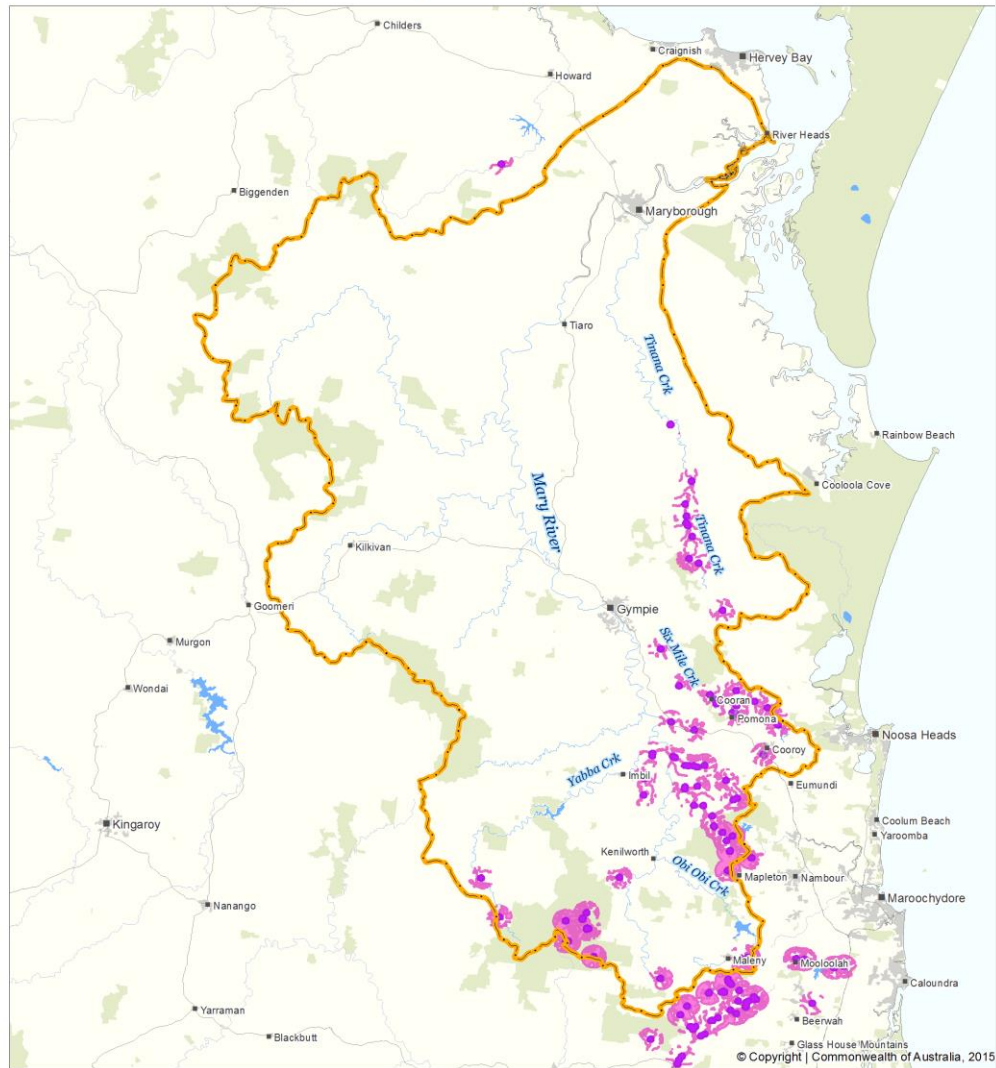 Childers
Craignish
Hervey Bay
Howard
River Heads
Biggenden
Maryborough
Tiaro
Tinana Crk
Rainbow Beach
Cooloola Cove
Mary River
Tinana Crk
Kilkivan
Goomeri
Gympie
Murgon
Six Mile Crk
Wondai
Cooran
Pomona
Noosa Heads
Cooroy
Yabba Crk
Imbil
Eumundi
Kingaroy
Coolum Beach
Yaroomba
Kenilworth
Obi Obi Crk
Mapleton
Nambour
Nanango
Maroochydore
Maleny
Mooloolah
Caloundra
Yarraman
Beerwah
Blackbutt
Glass House Mountains
© Copyright | Commonwealth of Australia, 2015